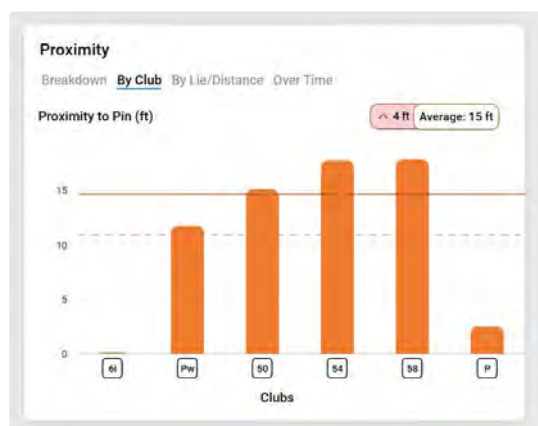 Proximity
Breakdown By Club By Lie/Distance Over Time
Proximity to Pin (ft)
4 ft Average: 15 ft
15
10
5
0
6i Pw 50 54 58 P
Clubs